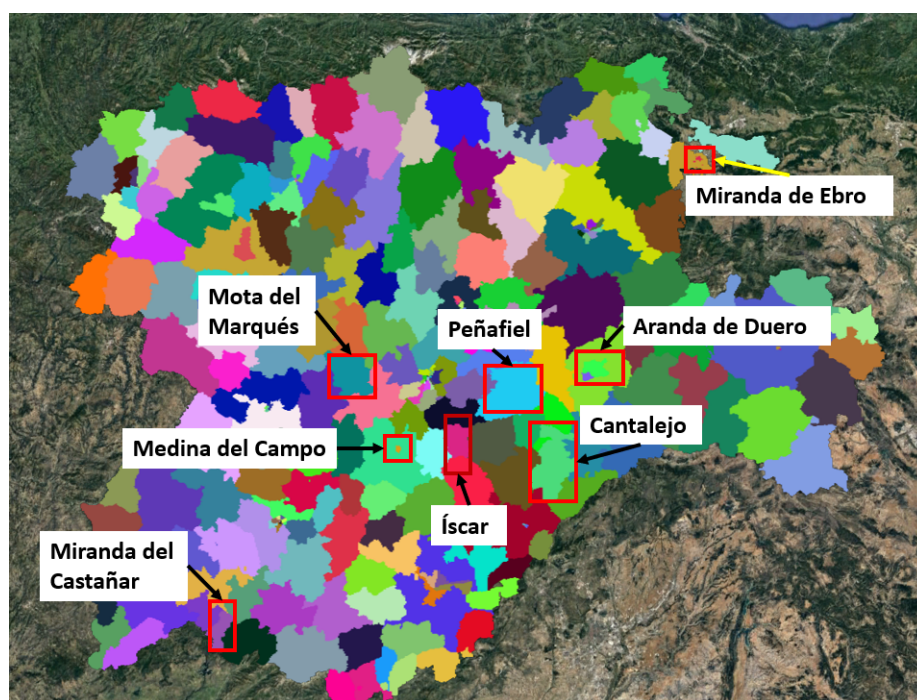 Miranda de Ebro
Mota del
Marqués
Peñafiel
Aranda de Duero
Medina del Campo
Cantalejo
Íscar
Miranda del
Castañar